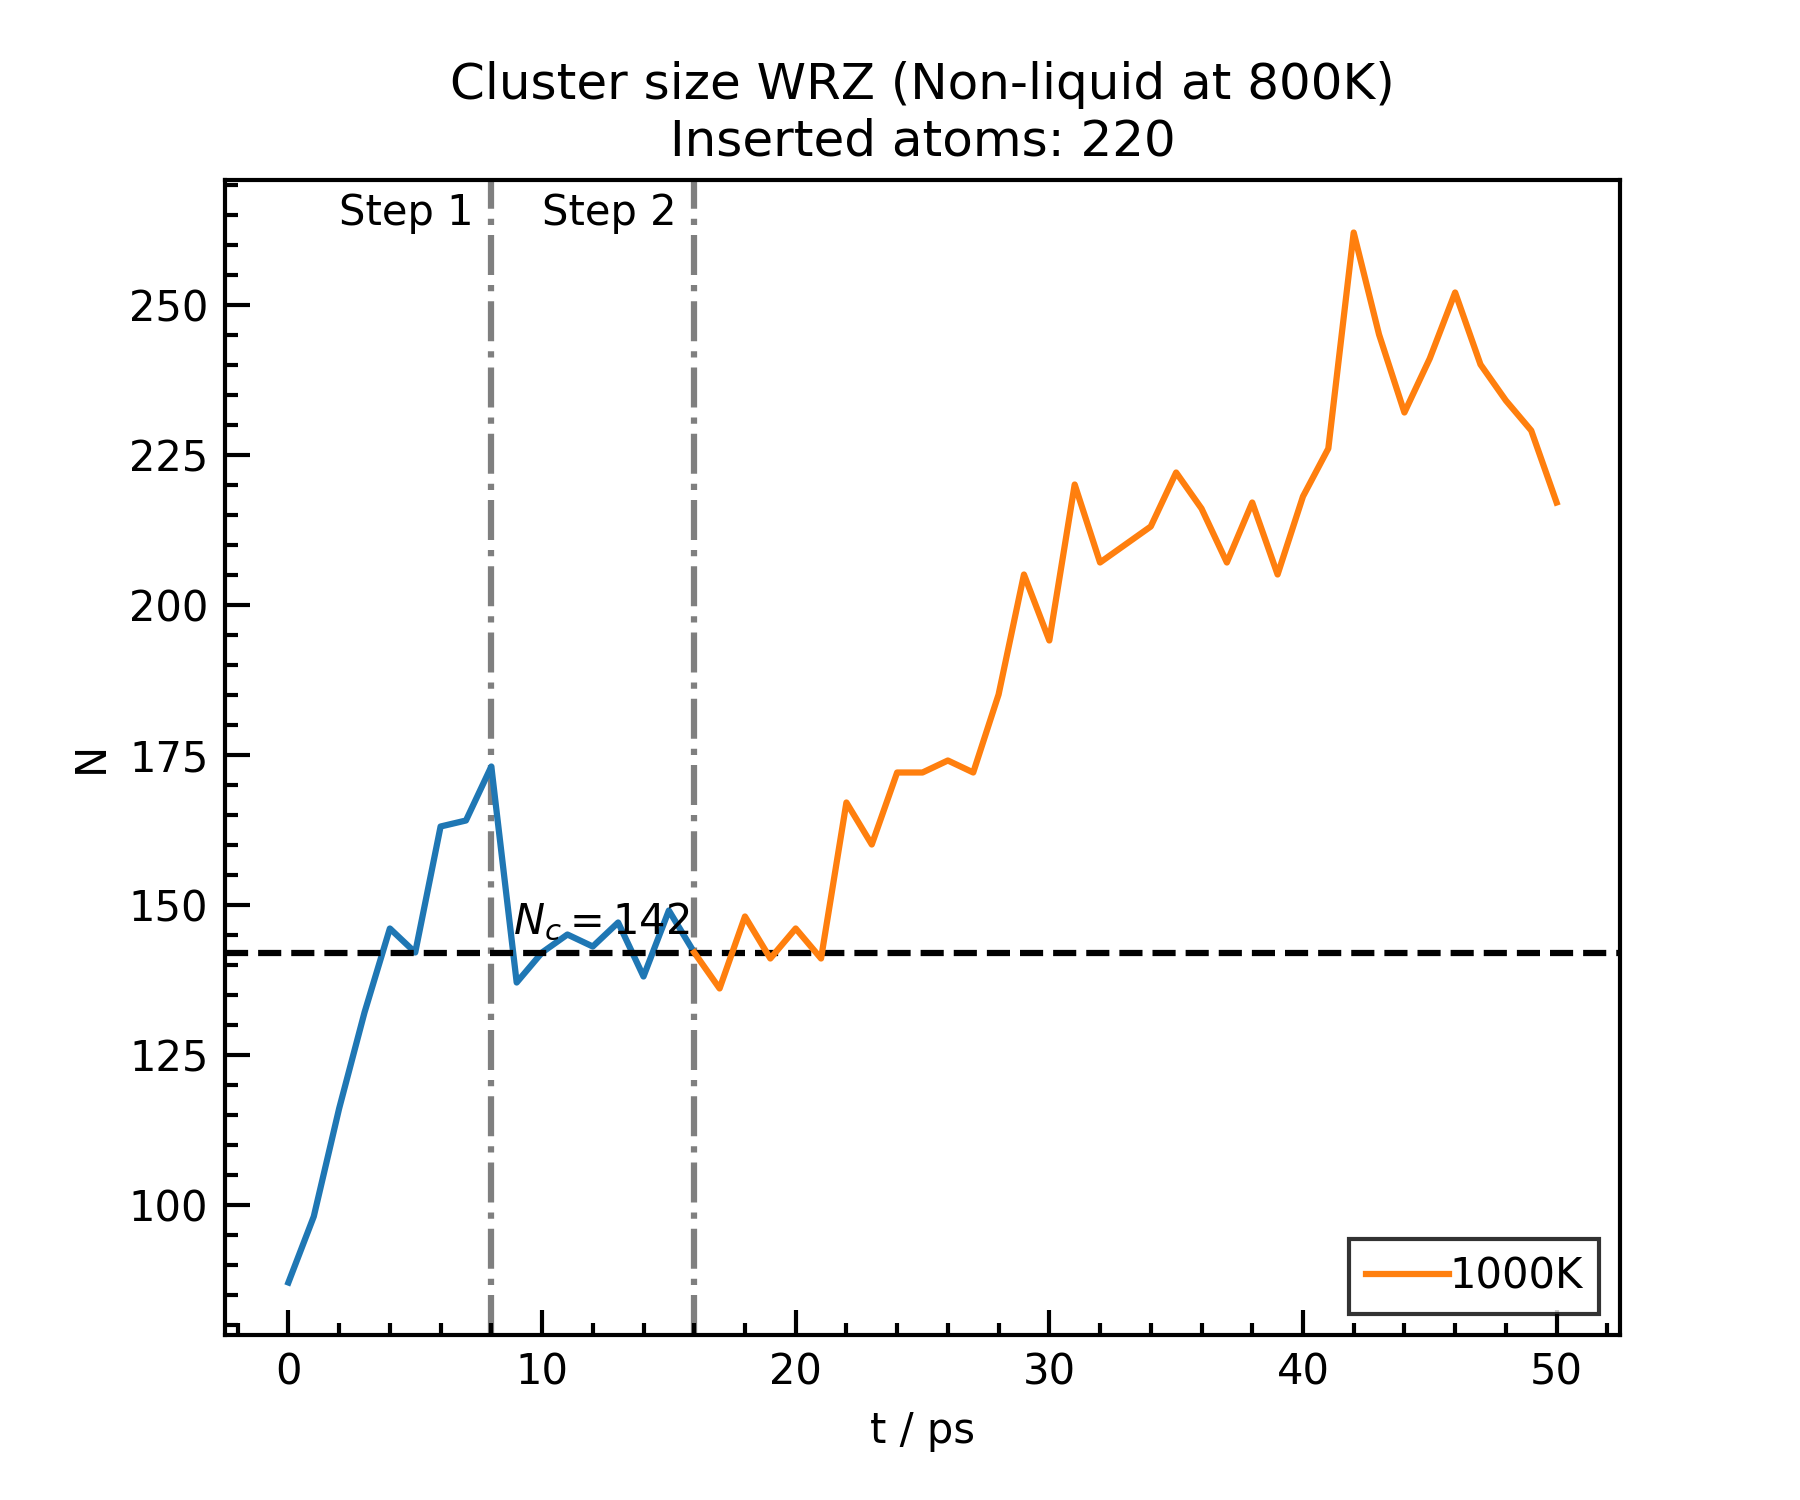 Cluster size WRZ (Non-liquid at 800K)
Inserted atoms: 220
Step 1
Step 2
250
225
200
175
150
125
100
N
N_c = 142
1000K
0 10 20 30 40 50
t / ps